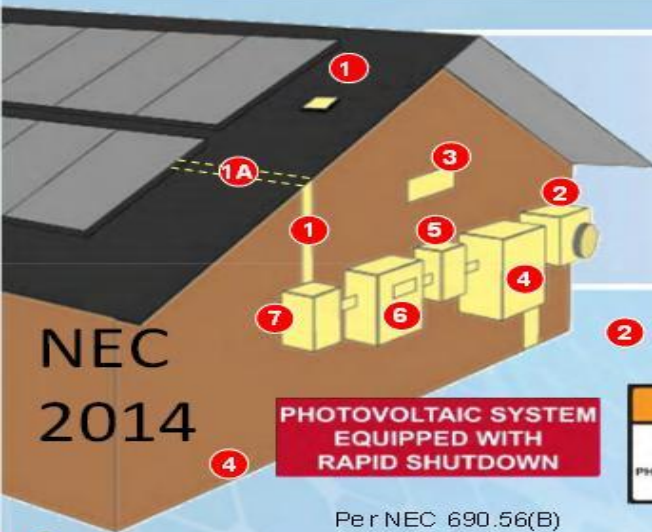 1
1A
3
2
1
5
4
7
6
2
NEC
2014
4
PHOTOVOLTAIC SYSTEM
EQUIPPED WITH
RAPID SHUTDOWN
Per NEC 690.56(B)